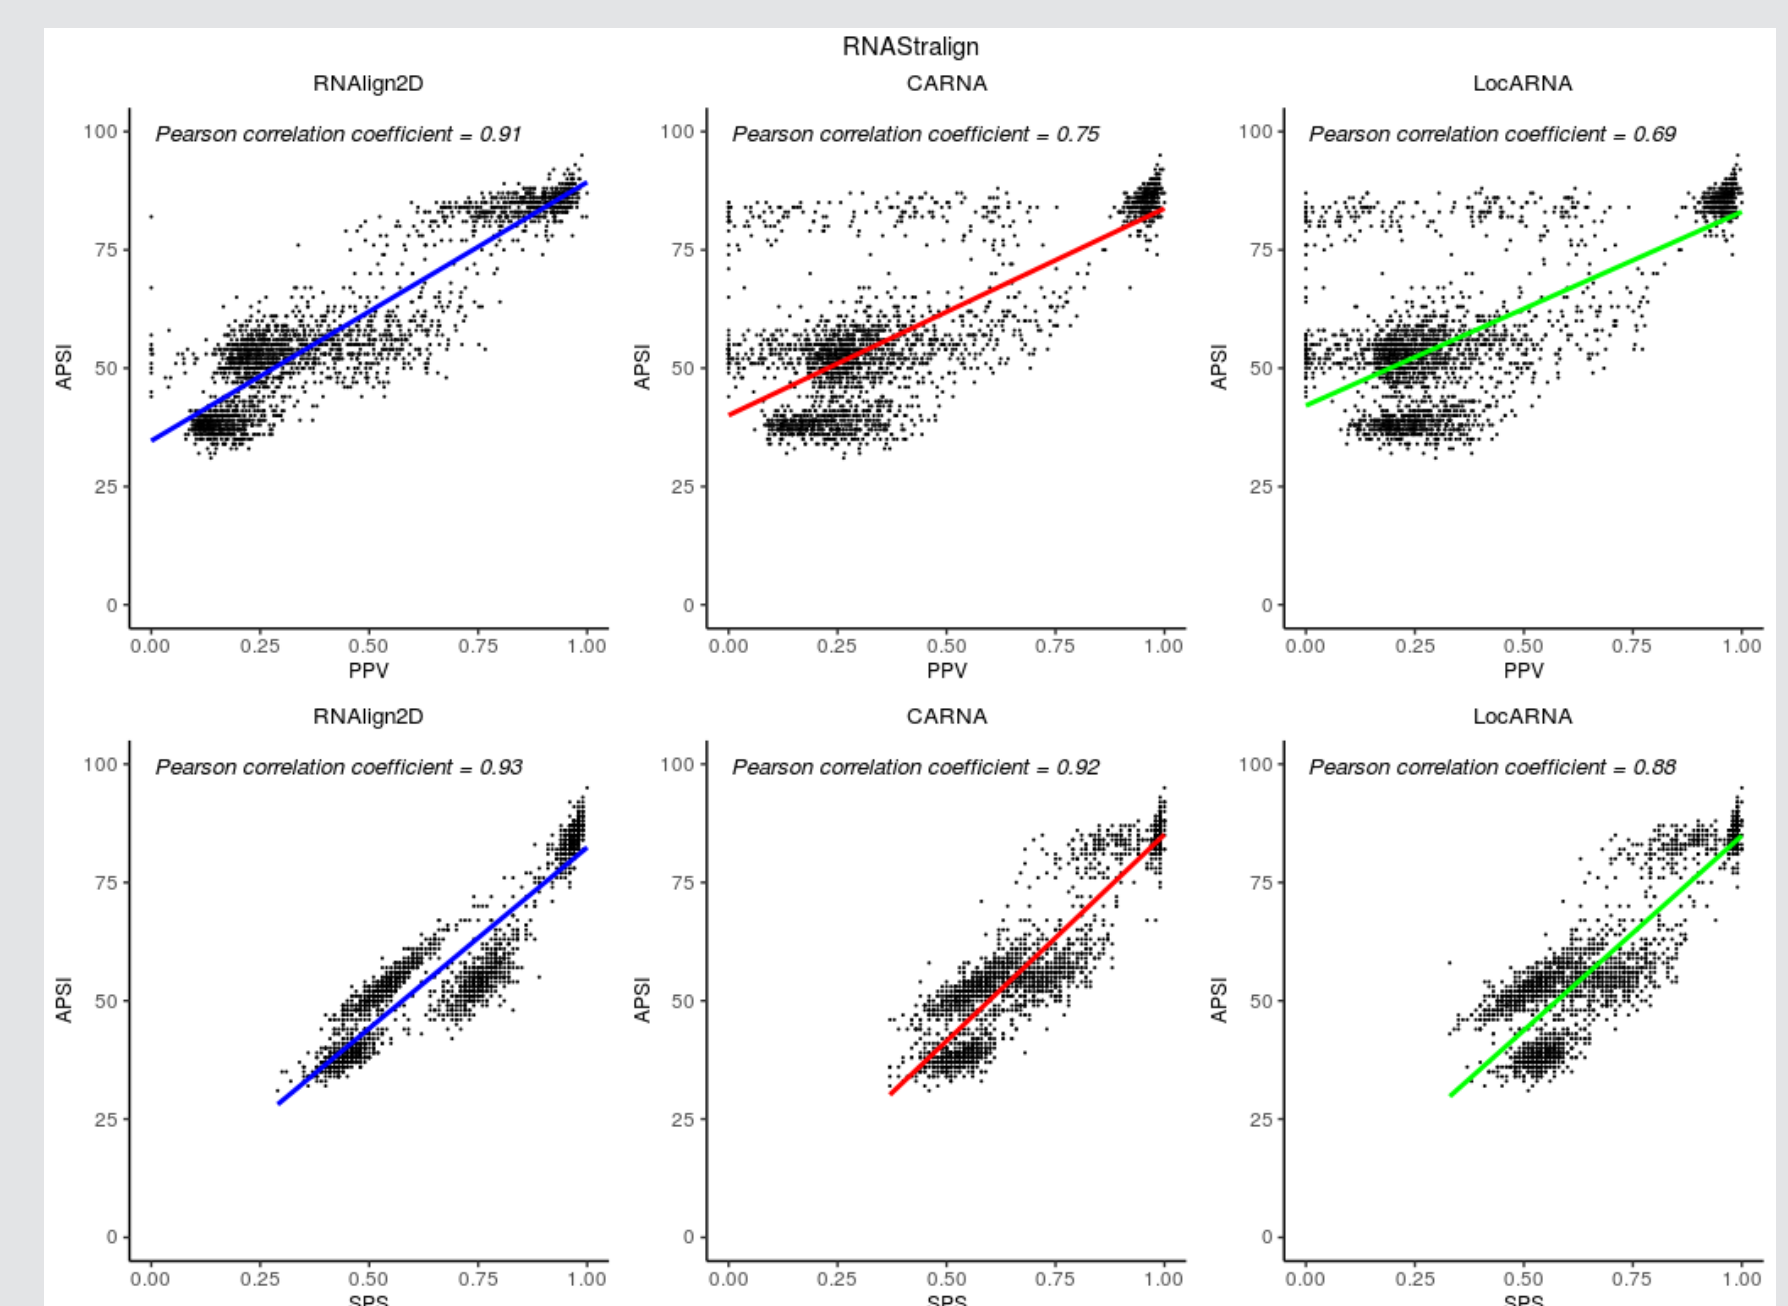 RNAStralign
RNAlign2D CARNA LocARNA
Pearson correlation coefficient = 0.91 Pearson correlation coefficient = 0.75 Pearson correlation coefficient = 0.69
100 100 100
75 75 75
50 50 50
APSI APSI APSI
25 25 25
0 0 0
0.00 0.25 0.50 0.75 1.00 0.00 0.25 0.50 0.75 1.00 0.00 0.25 0.50 0.75 1.00
PPV PPV PPV
RNAlign2D CARNA LocARNA
Pearson correlation coefficient = 0.93 Pearson correlation coefficient = 0.92 Pearson correlation coefficient = 0.88
100 100 100
75 75 75
50 50 50
APSI APSI APSI
25 25 25
0 0 0
0.00 0.25 0.50 0.75 1.00 0.00 0.25 0.50 0.75 1.00 0.00 0.25 0.50 0.75 1.00
SPS SPS SPS